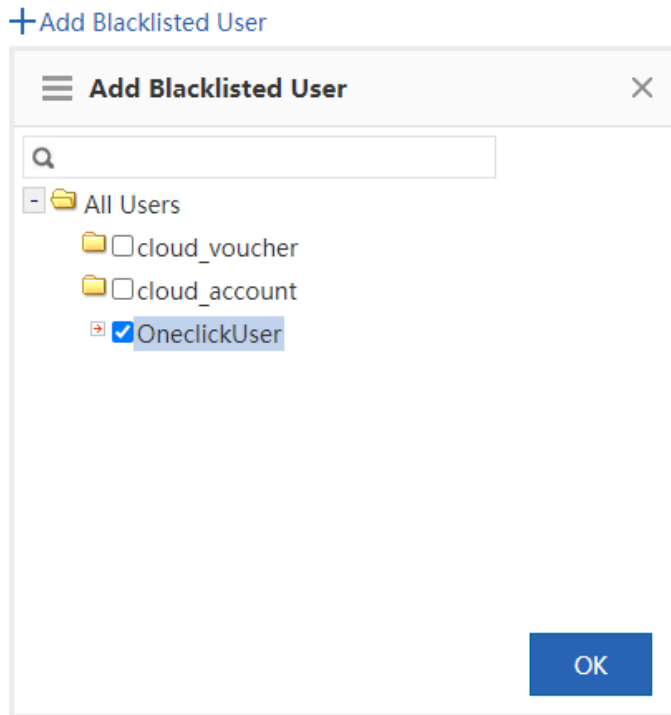 Add Blacklisted User
Add Blacklisted User
All Users
cloud_voucher
cloud_account
OneclickUser
OK